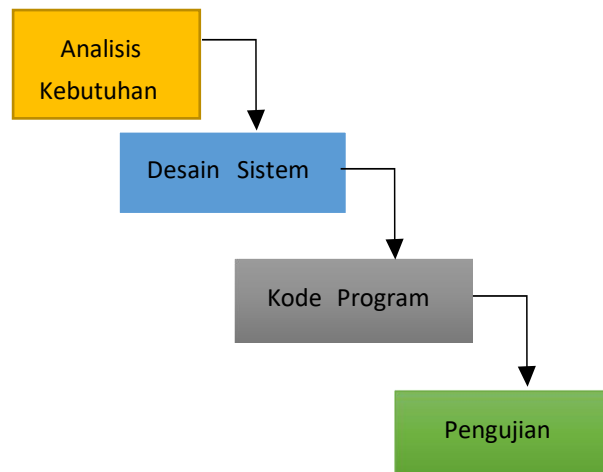 Analisis
Kebutuhan
Desain Sistem
Kode Program
Pengujian